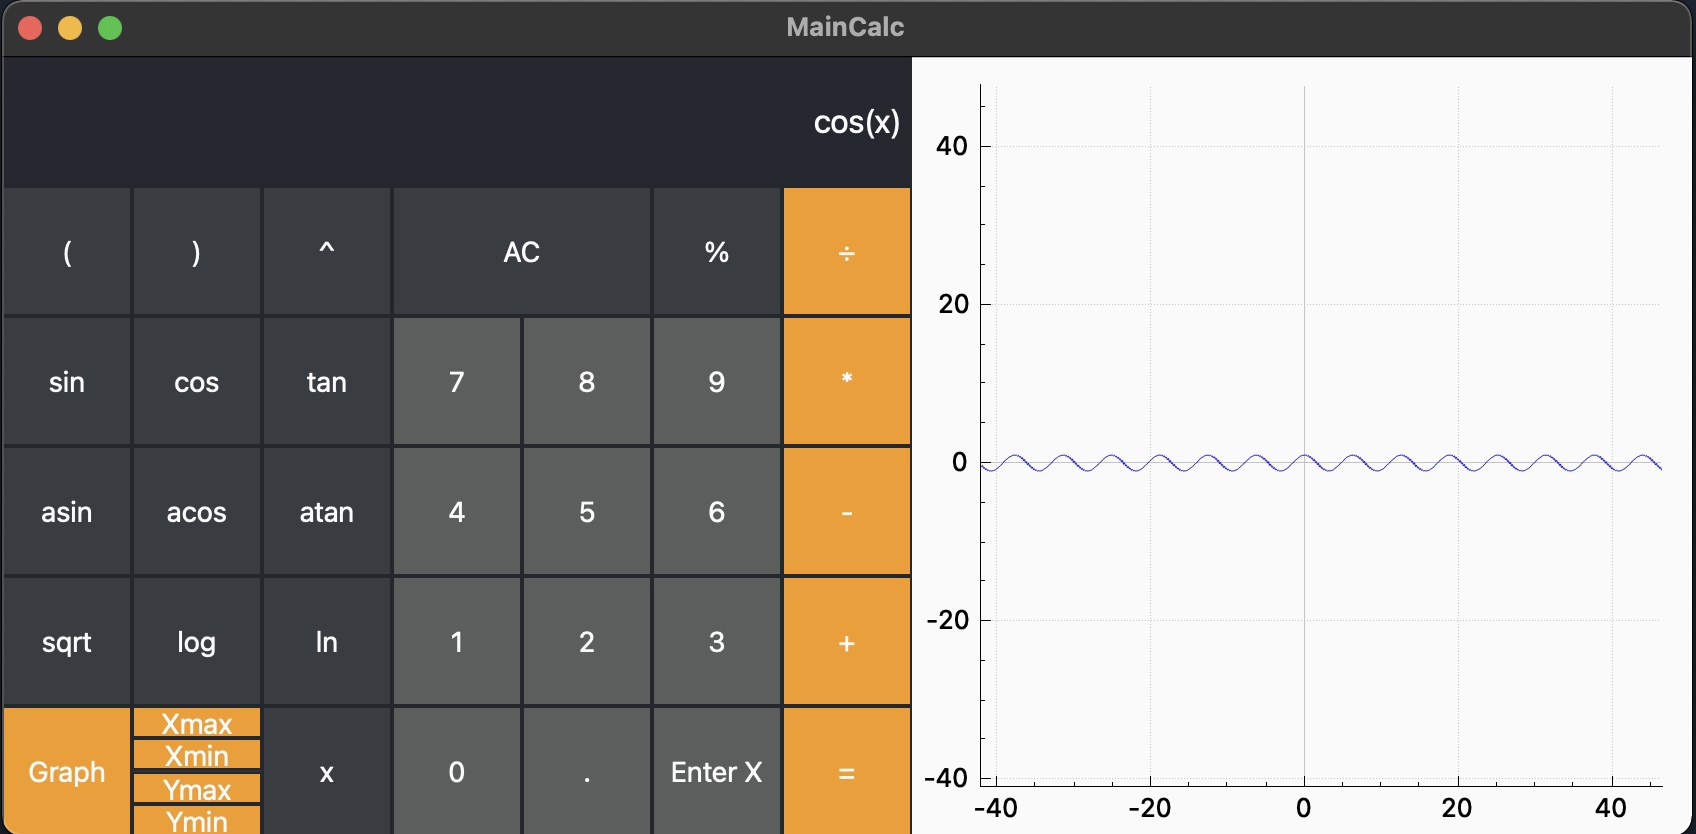 MainCalc
cos(x)
( ) ^ AC % ÷
sin cos tan 7 8 9 *
asin acos atan 4 5 6 -
sqrt log ln 1 2 3 +
Graph
Xmax
Xmin
Ymax
Ymin
x 0 . Enter X =
40
20
0
-20
-40
-40 -20 0 20 40